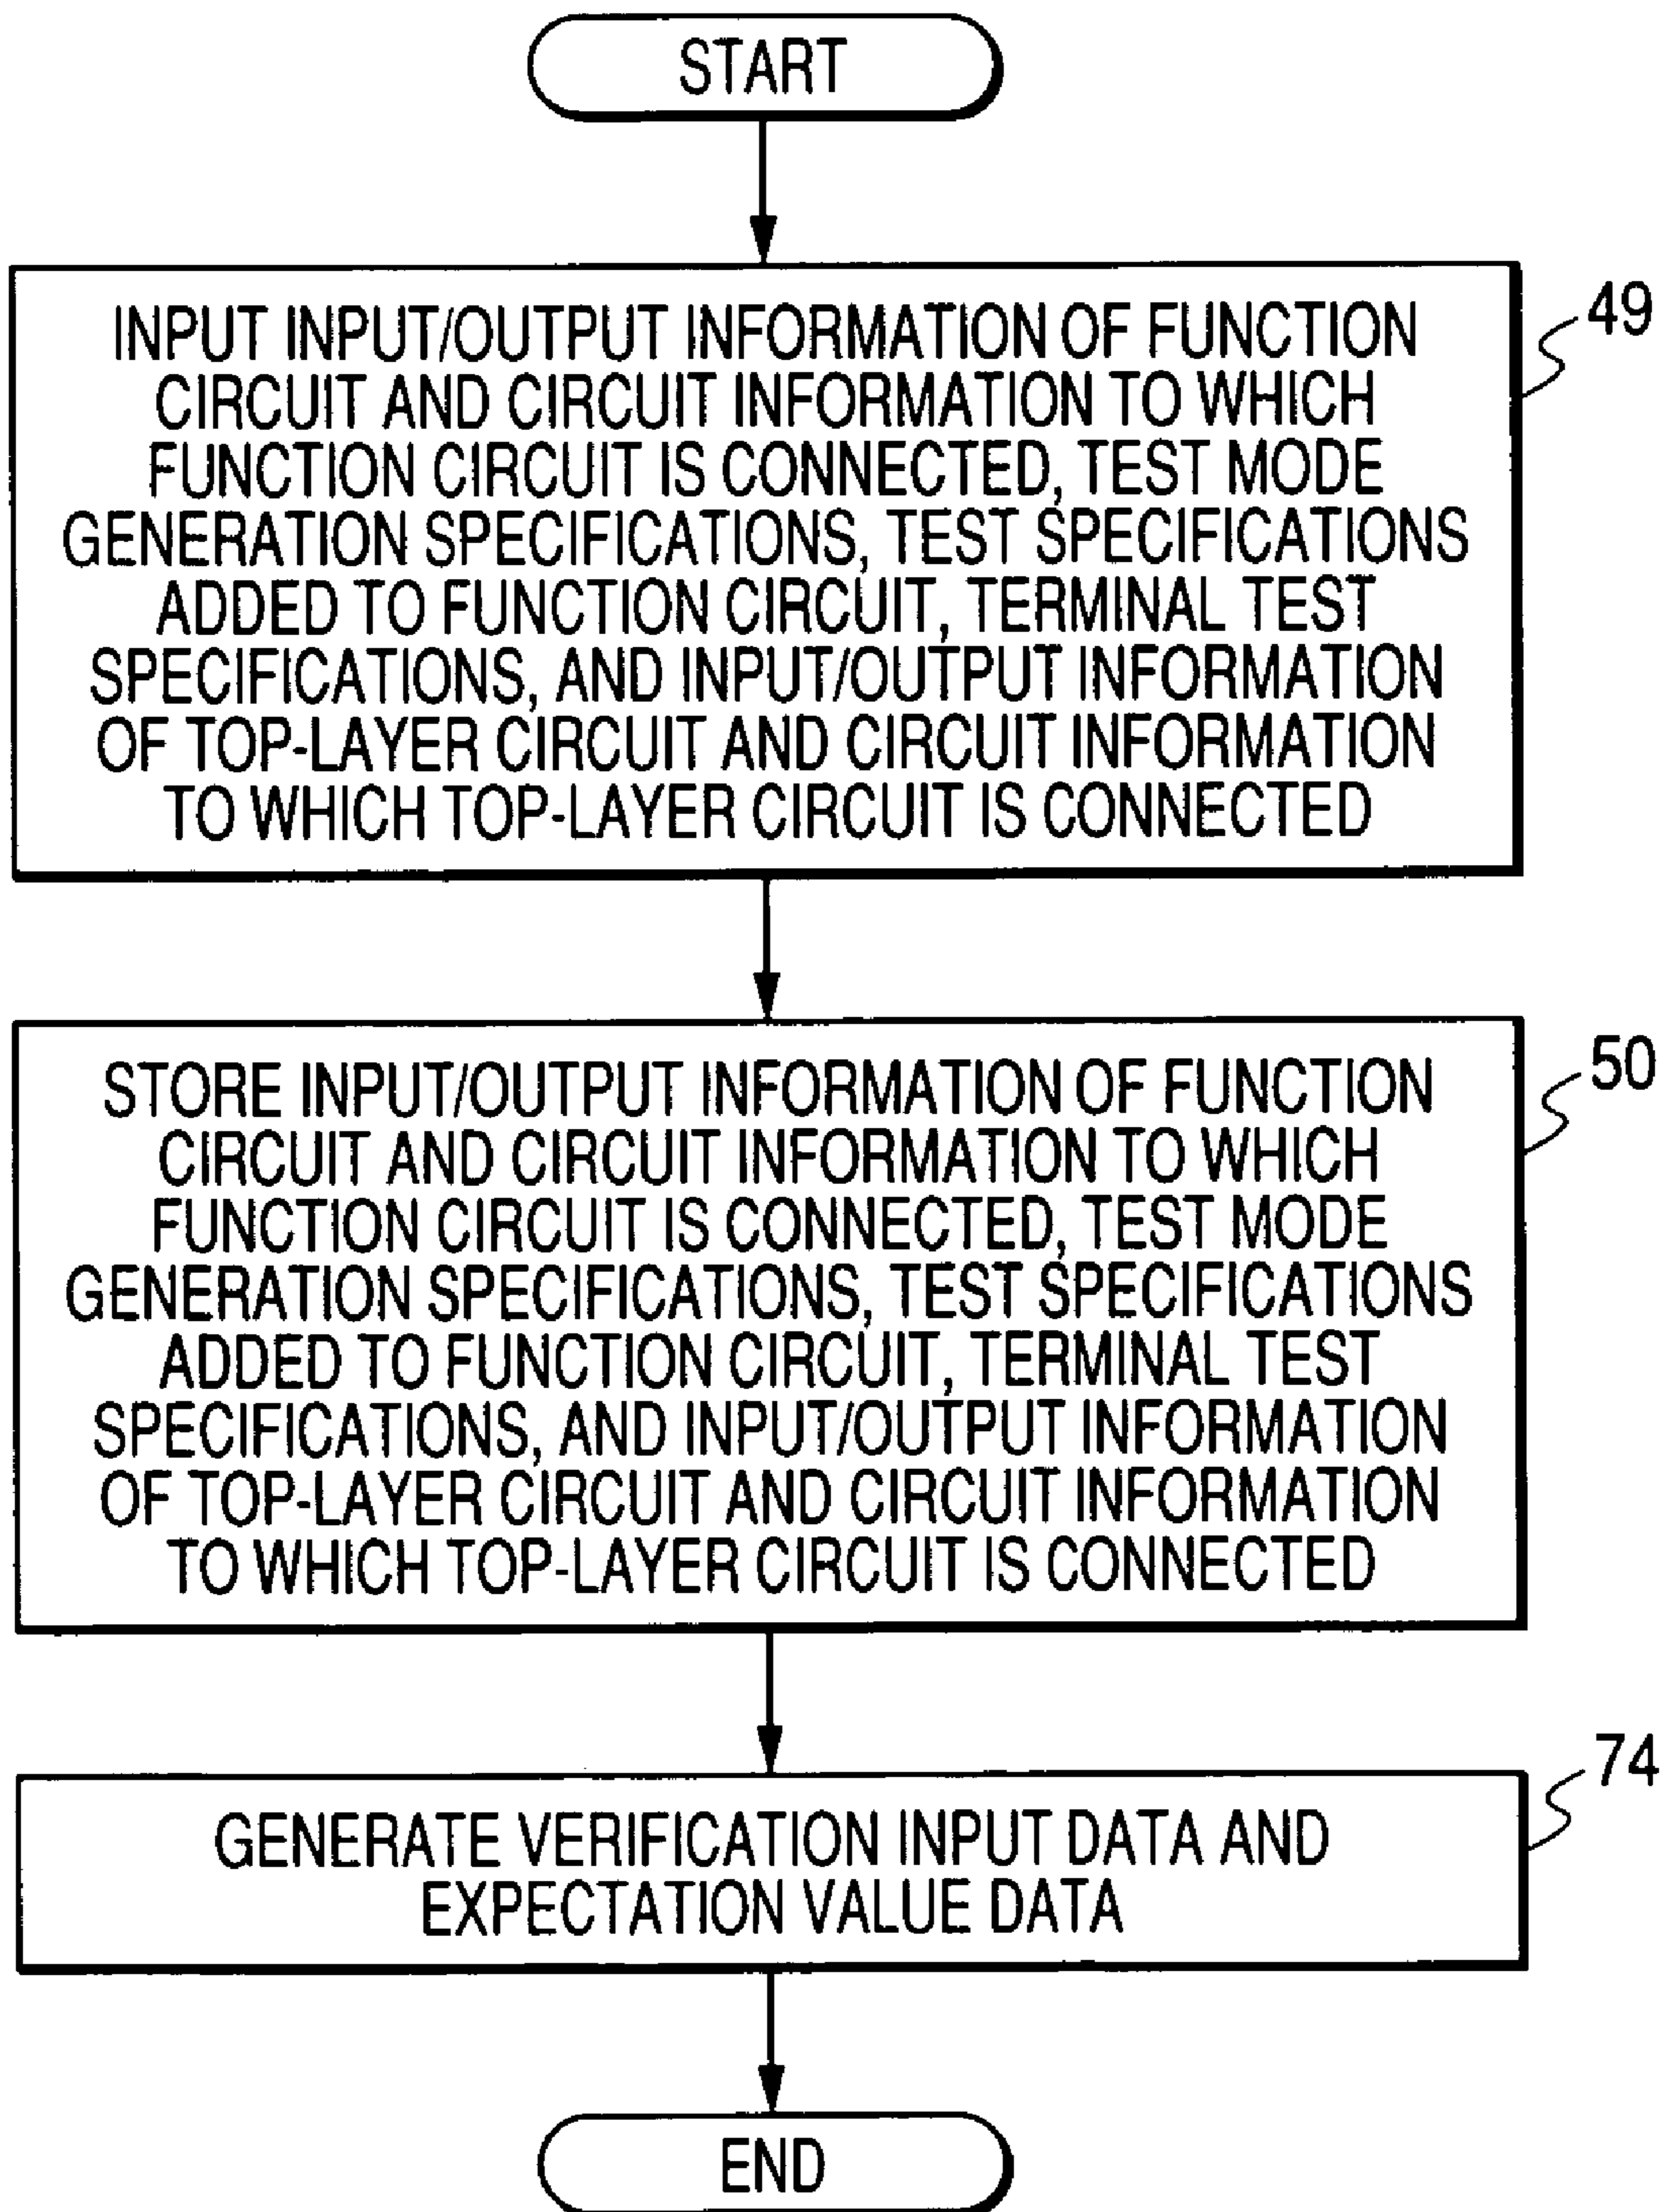 START
INPUT INPUT/OUTPUT INFORMATION OF FUNCTION
CIRCUIT AND CIRCUIT INFORMATION TO WHICH
FUNCTION CIRCUIT IS CONNECTED, TEST MODE
GENERATION SPECIFICATIONS, TEST SPECIFICATIONS
ADDED TO FUNCTION CIRCUIT, TERMINAL TEST
SPECIFICATIONS, AND INPUT/OUTPUT INFORMATION
OF TOP-LAYER CIRCUIT AND CIRCUIT INFORMATION
TO WHICH TOP-LAYER CIRCUIT IS CONNECTED
49
STORE INPUT/OUTPUT INFORMATION OF FUNCTION
CIRCUIT AND CIRCUIT INFORMATION TO WHICH
FUNCTION CIRCUIT IS CONNECTED, TEST MODE
GENERATION SPECIFICATIONS, TEST SPECIFICATIONS
ADDED TO FUNCTION CIRCUIT, TERMINAL TEST
SPECIFICATIONS, AND INPUT/OUTPUT INFORMATION
OF TOP-LAYER CIRCUIT AND CIRCUIT INFORMATION
TO WHICH TOP-LAYER CIRCUIT IS CONNECTED
50
GENERATE VERIFICATION INPUT DATA AND
EXPECTATION VALUE DATA
74
END